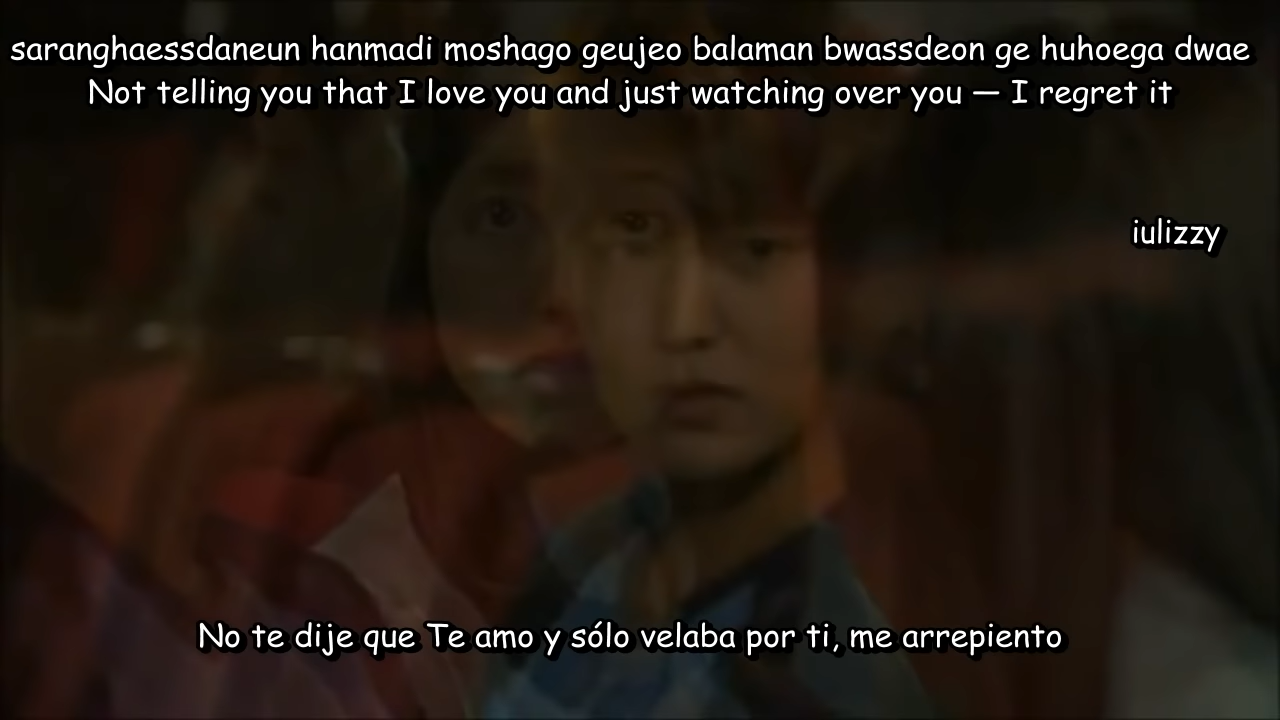 saranghaessdaneun hanmadi moshago geujeo balaman bwassdeon ge huhoega dwae
Not telling you that I love you and just watching over you — I regret it
iulizzy
No te dije que Te amo y sólo velaba por ti, me arrepiento